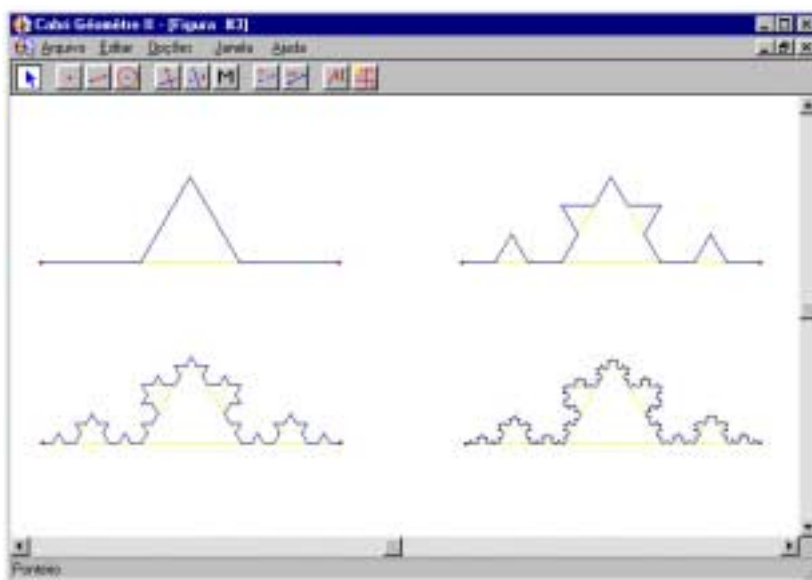 Cabri Géomètre II - [Figura K3]
Arquivo Editar Opções Janela Ajuda
Ponteiro